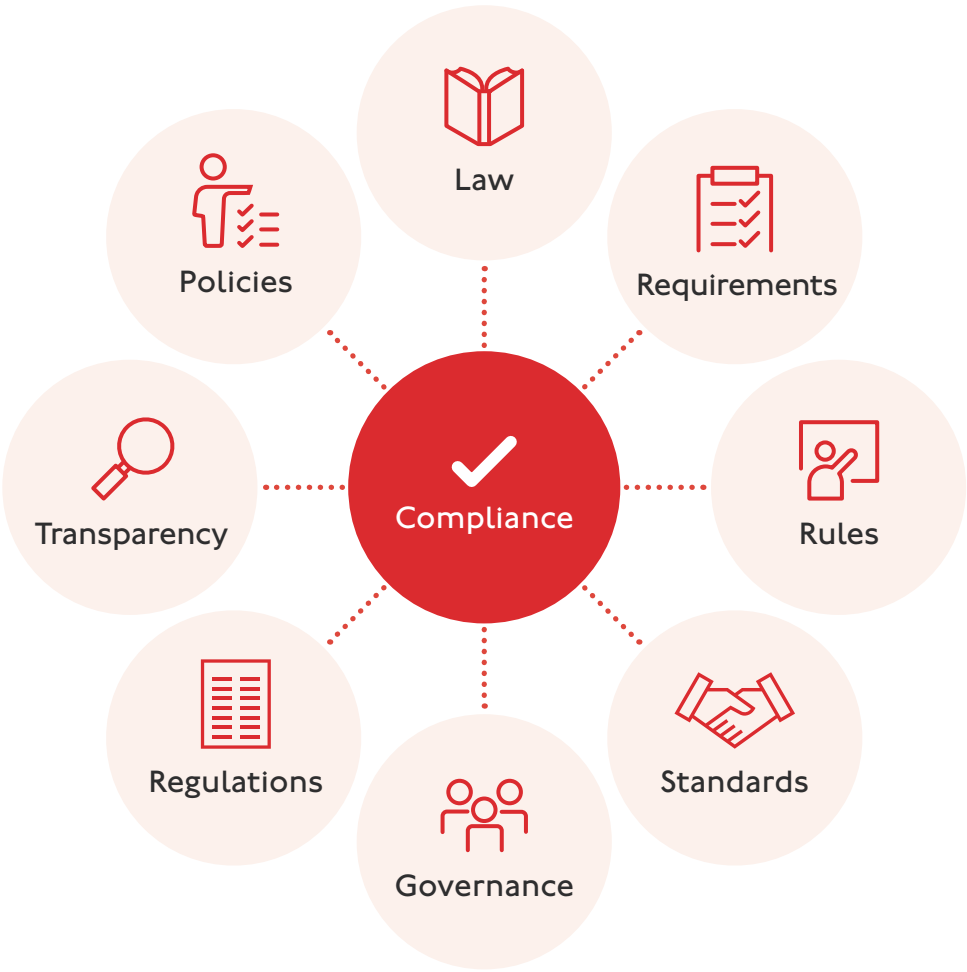 Law
Policies
Requirements
Transparency
Compliance
Rules
Regulations
Standards
Governance